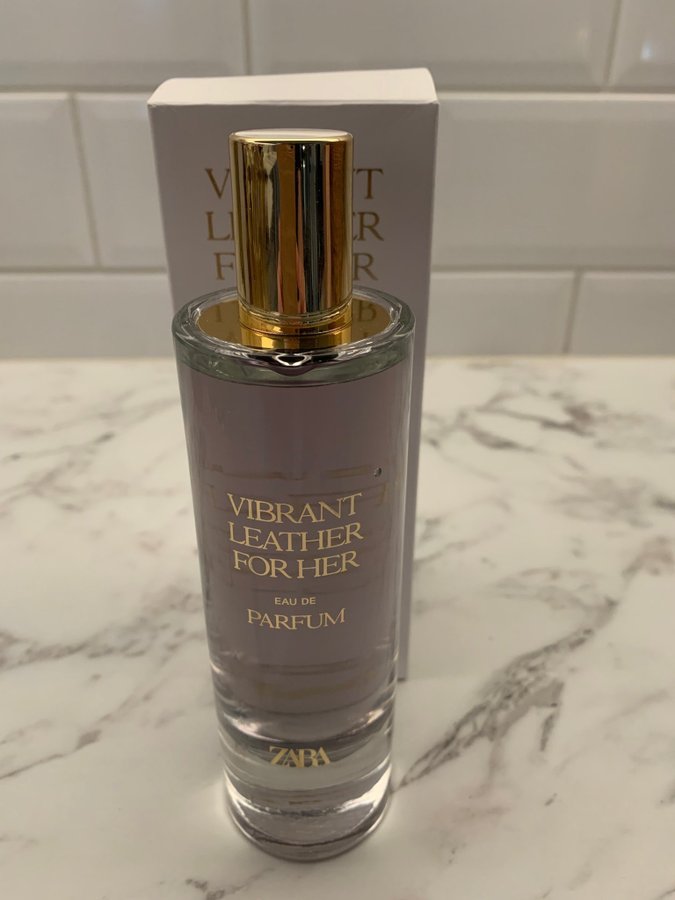 VIBRANT
LEATHER
FOR HER
EAU DE
PARFUM
ZARA